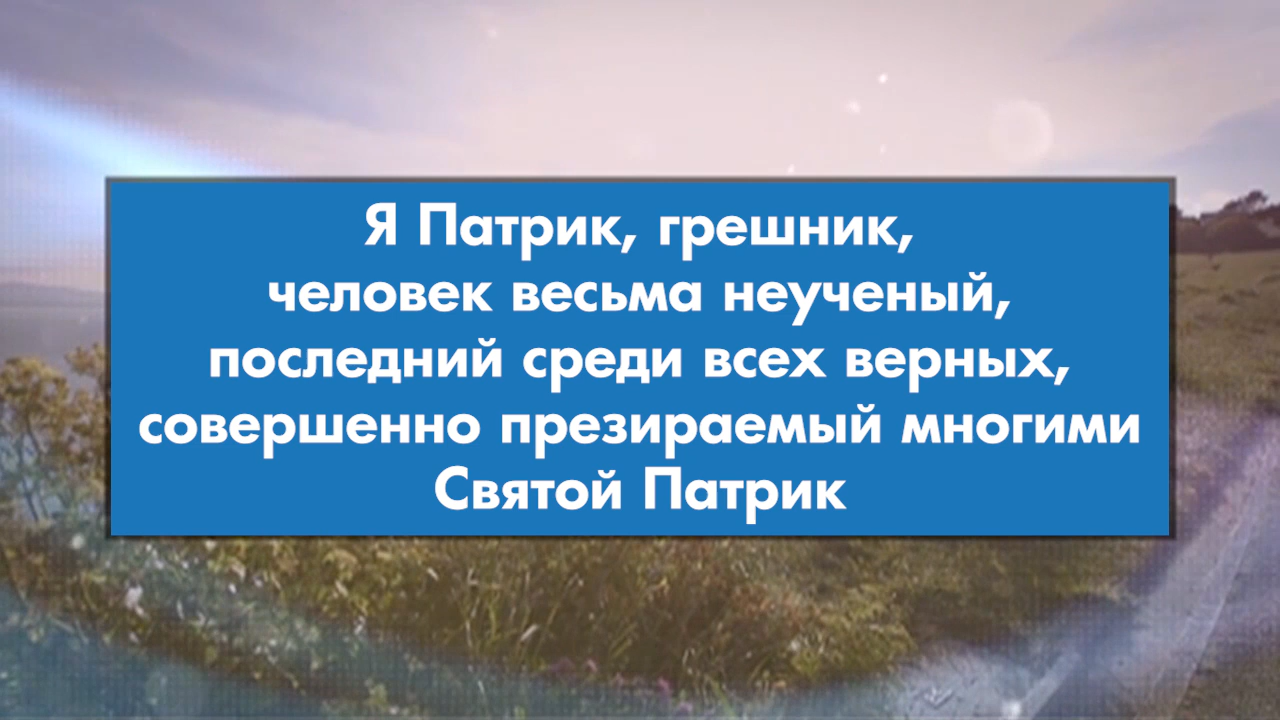 Я Патрик, грешник,
человек весьма неученый,
последний среди всех верных,
совершенно презираемый многими
Святой Патрик